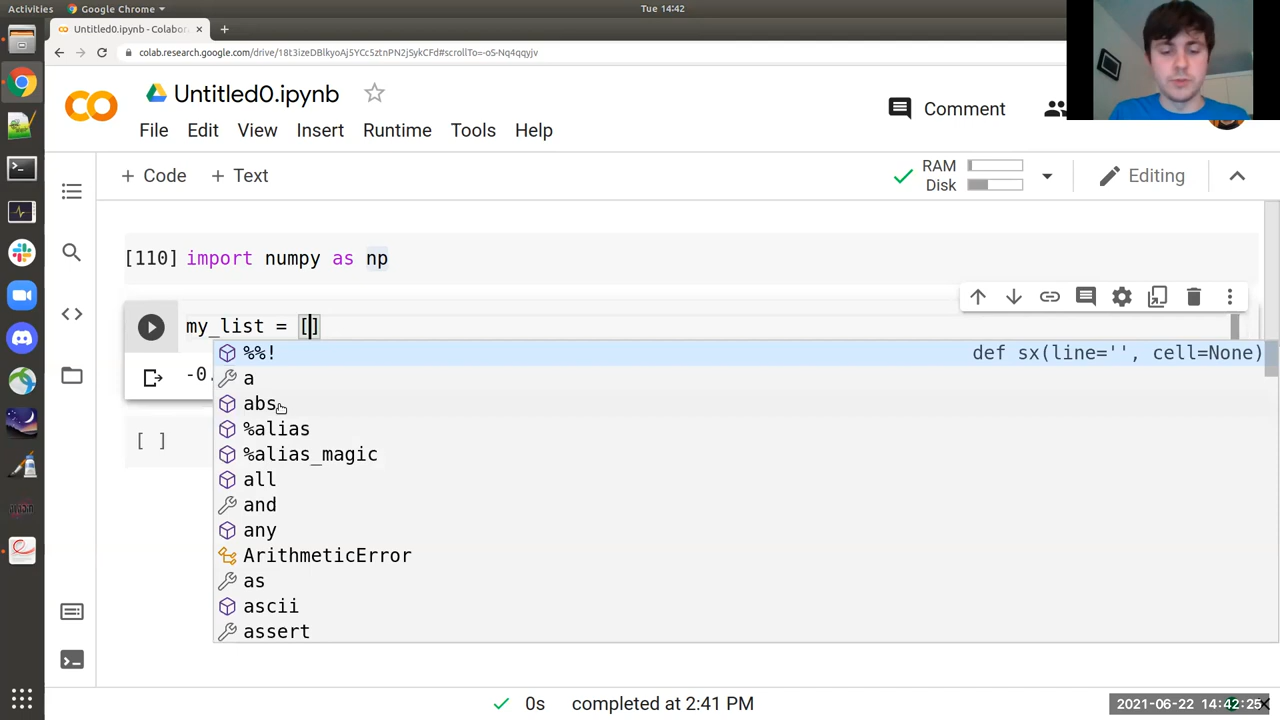 Activities
Google Chrome
Tue 14:42
Untitled0.ipynb - Colabor
colab.research.google.com/drive/18t3izeDBlkyoAj5YCc5ztnPN2jSykCFd#scrollTo=-oS-Nq4qqyjv
Untitled0.ipynb
Comment
File Edit View Insert Runtime Tools Help
+ Code + Text
RAM
Disk
Editing
[110] import numpy as np
my_list = []
-0.
%%! def sx(line='', cell=None)
a
abs
%alias
%alias_magic
[ ]
all
and
any
ArithmeticError
as
ascii
assert
0s completed at 2:41 PM
2021-06-22 14:42:25